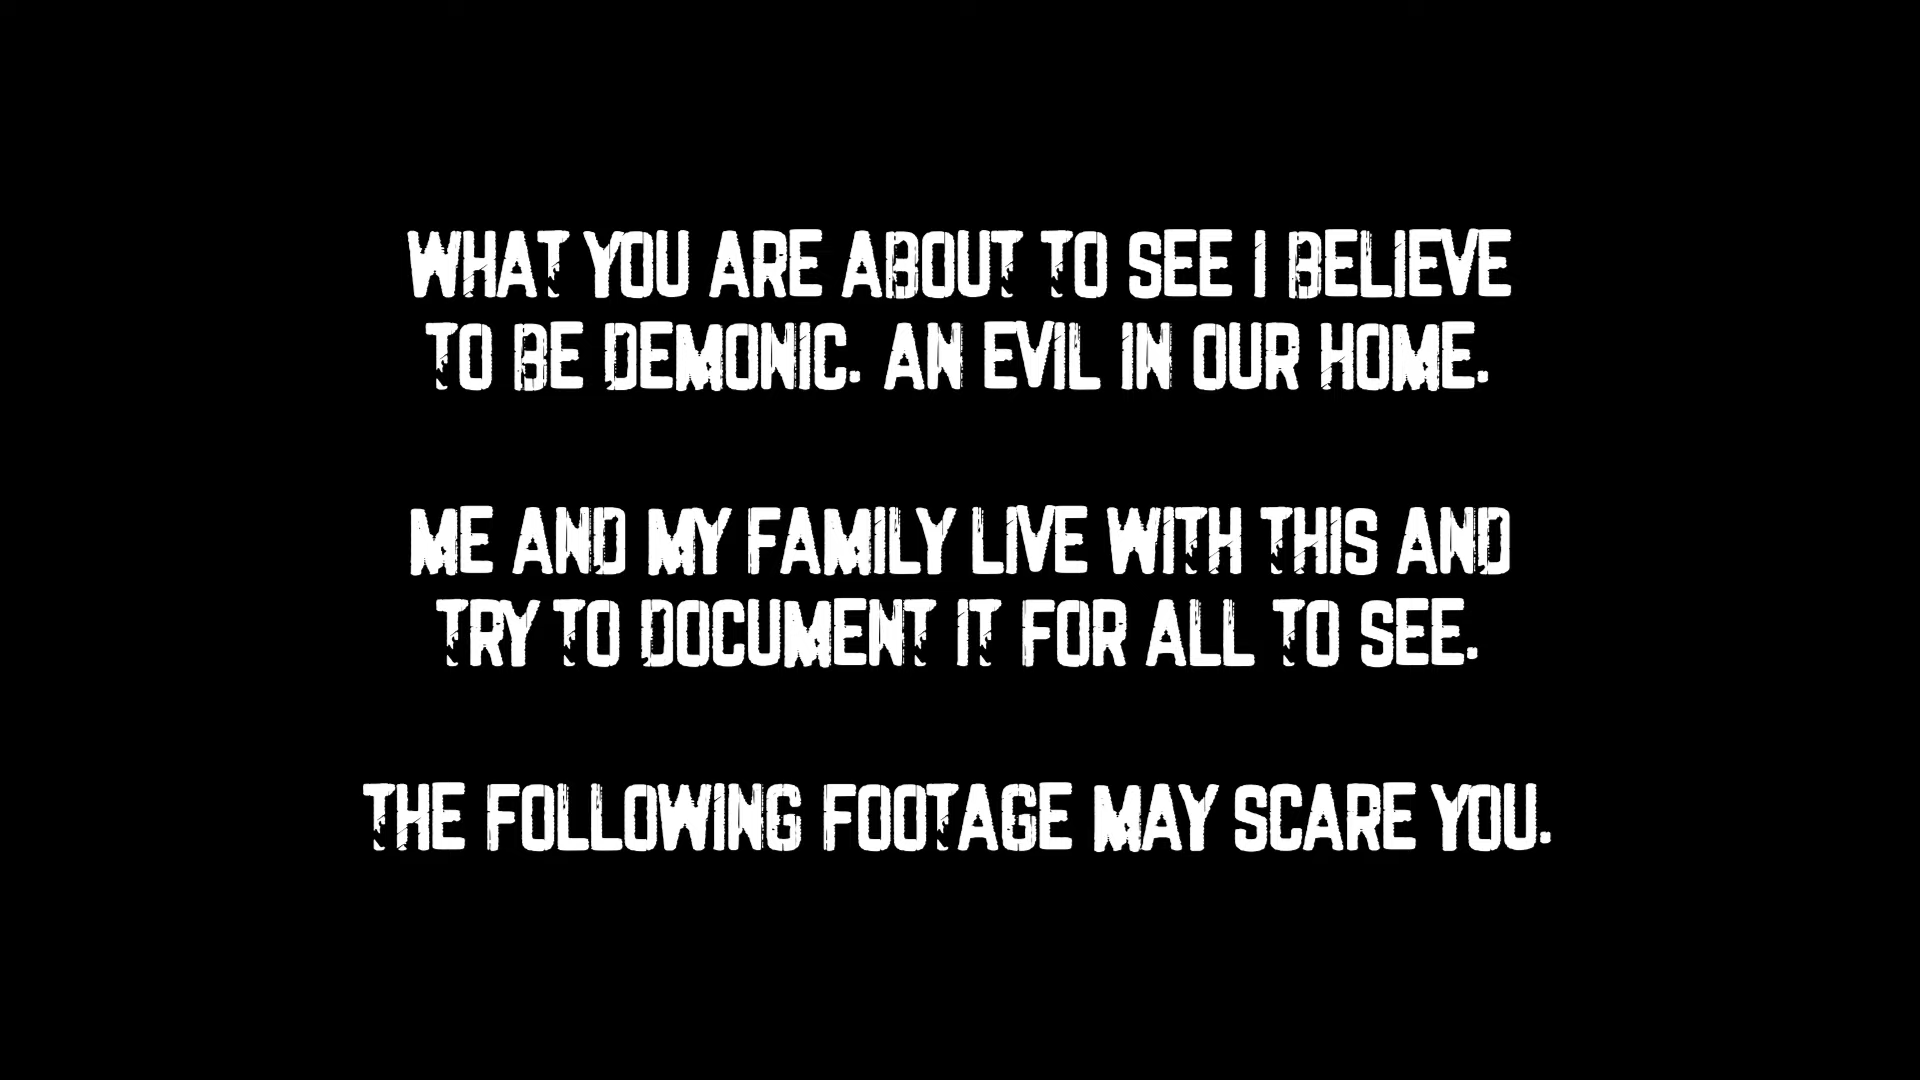 WHAT YOU ARE ABOUT TO SEE I BELIEVE
TO BE DEMONIC. AN EVIL IN OUR HOME.
ME AND MY FAMILY LIVE WITH THIS AND
TRY TO DOCUMENT IT FOR ALL TO SEE.
THE FOLLOWING FOOTAGE MAY SCARE YOU.